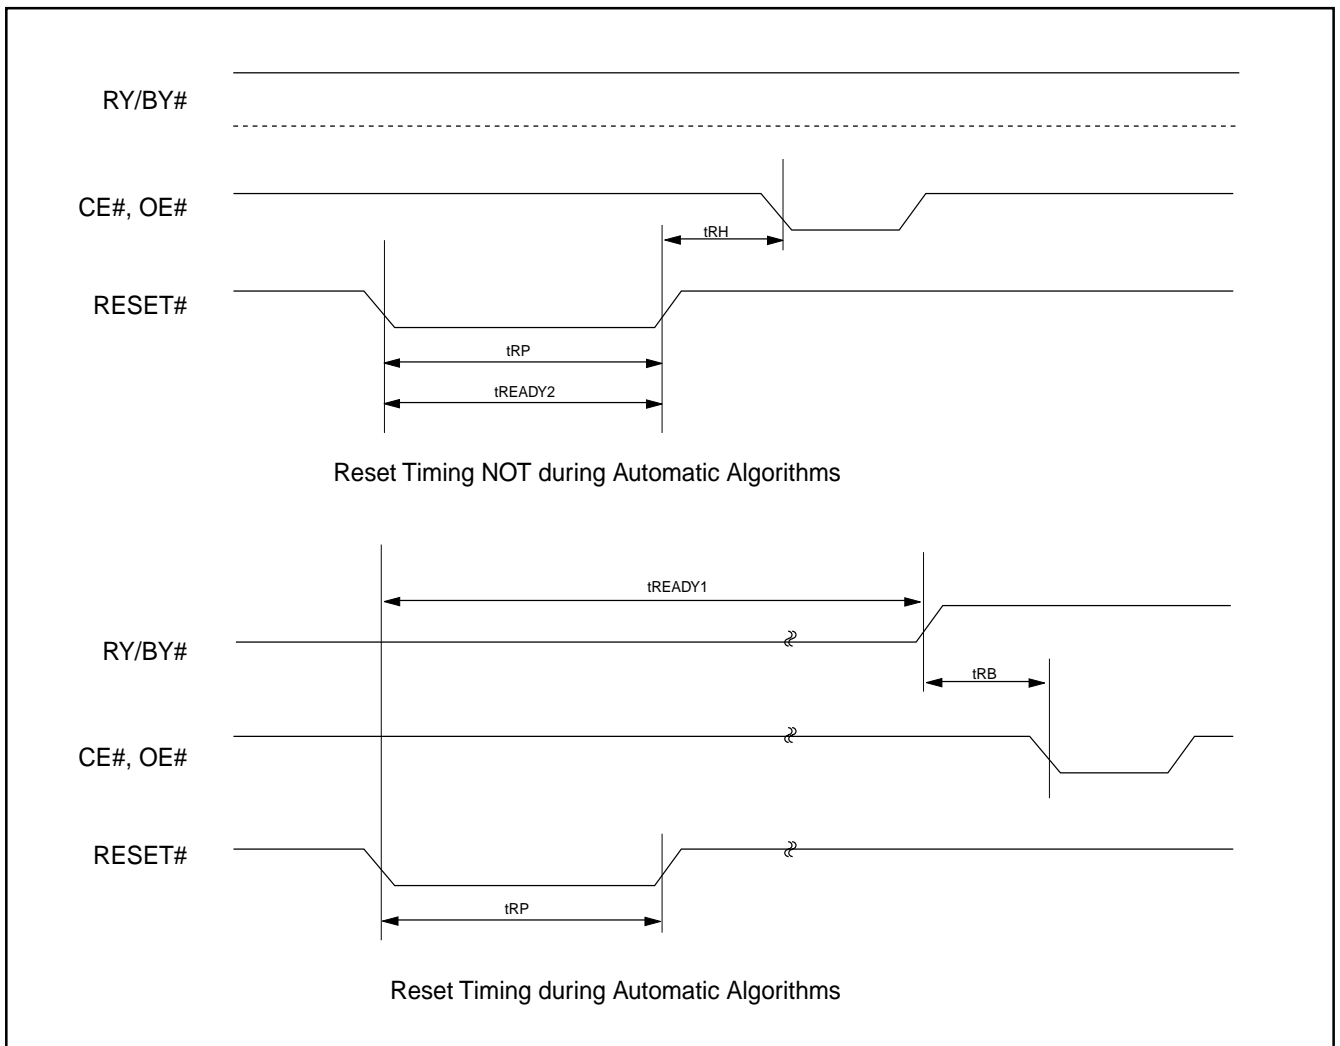 RY/BY#
CE#, OE#
tRH
RESET#
tRP
tREADY2
Reset Timing NOT during Automatic Algorithms
tREADY1
RY/BY#
tRB
CE#, OE#
RESET#
tRP
Reset Timing during Automatic Algorithms